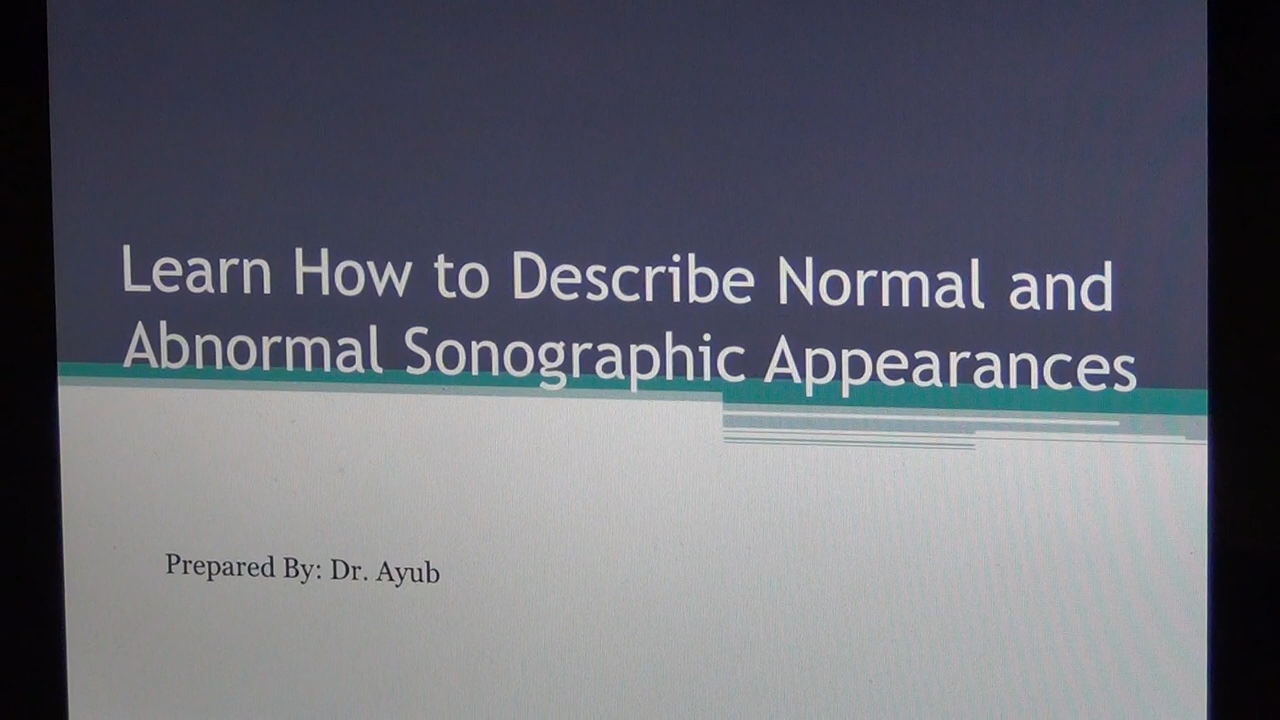 Learn How to Describe Normal and
Abnormal Sonographic Appearances
Prepared By: Dr. Ayub